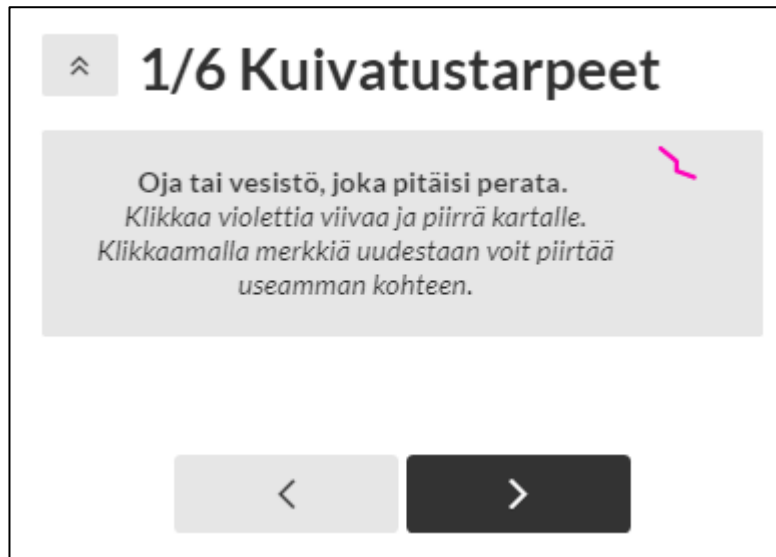 1/6 Kuivatustarpeet
Oja tai vesistö, joka pitäisi perata.
Klikkaa violettia viivaa ja piirrä kartalle.
Klikkaamalla merkkiä uudestaan voit piirtää
useamman kohteen.